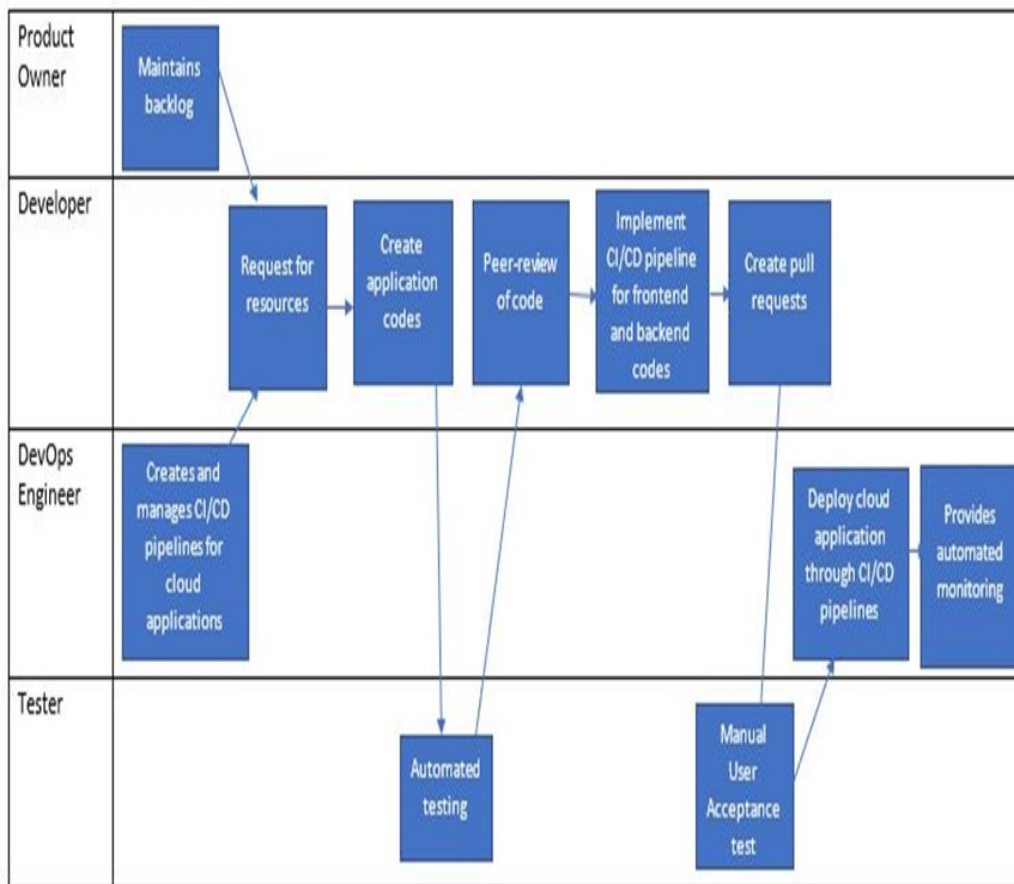 Product
Owner
Maintains
backlog
Developer
Request for
resources
Create
application
codes
Peer-review
of code
Implement
CI/CD pipeline
for frontend
and backend
codes
Create pull
requests
DevOps
Engineer
Creates and
manages CI/CD
pipelines for
cloud
applications
Deploy cloud
application
through CI/CD
pipelines
Provides
automated
monitoring
Tester
Automated
testing
Manual
User
Acceptance
test